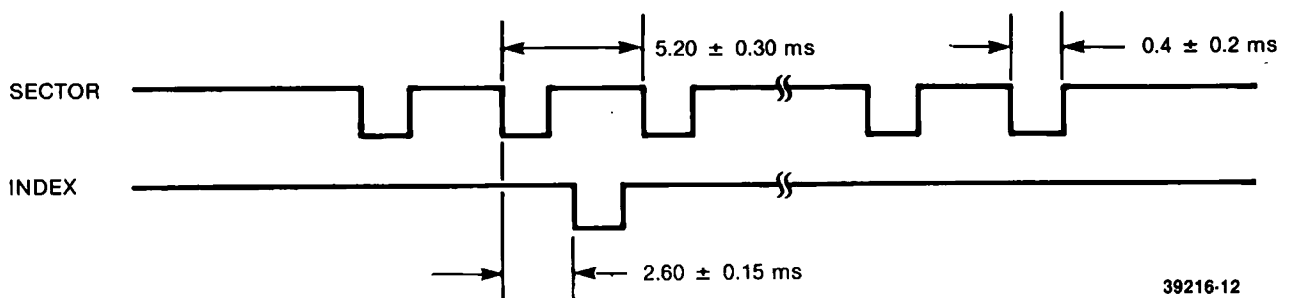 5.20 ± 0.30 ms
0.4 ± 0.2 ms
SECTOR
INDEX
2.60 ± 0.15 ms
39216-12